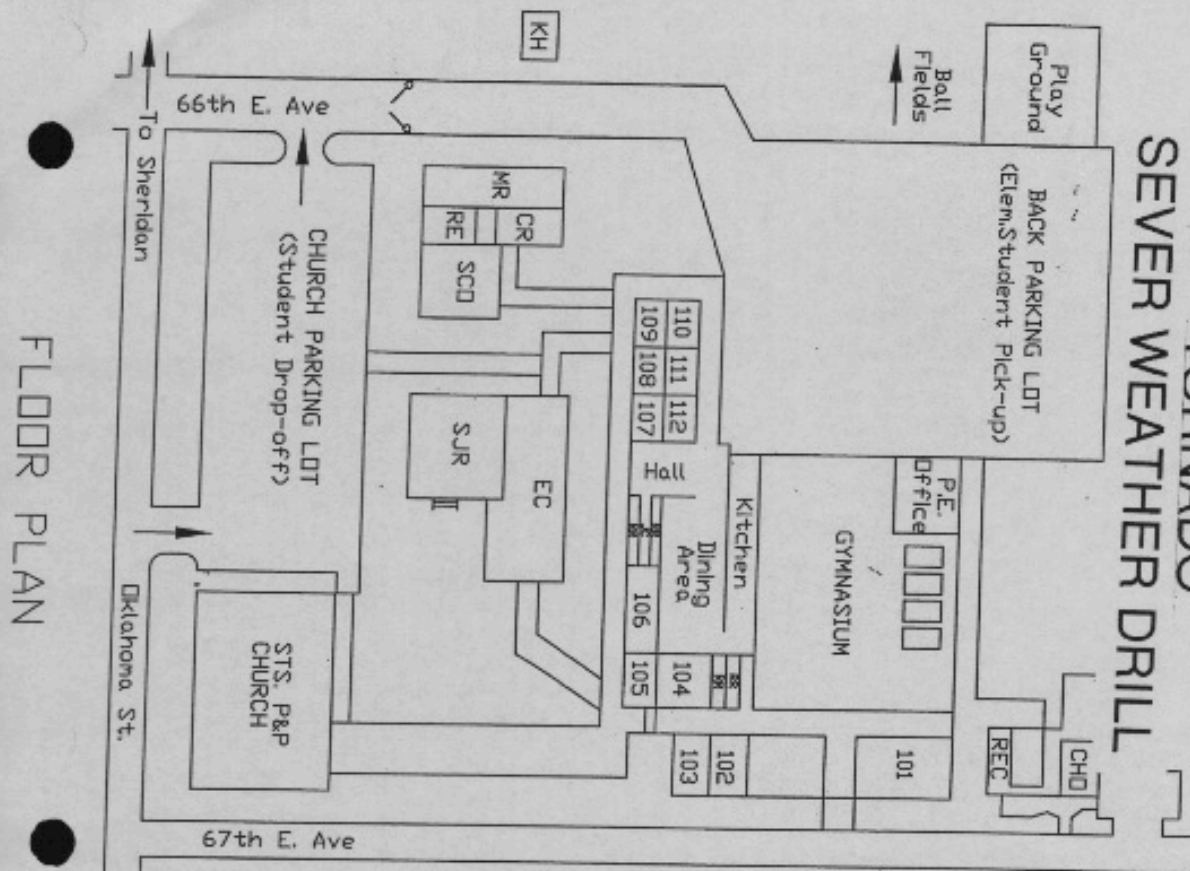 TORNADO
SEVER WEATHER DRILL
Play
Ground
Ball
Fields
BACK PARKING LOT
(Elem.Student Pick-up)
KH
66th E. Ave
To Sheridan
CHURCH PARKING LOT
(Student Drop-off)
MR
CR
RE
SCO
SJR
EC
110
111
112
109
108
107
Hall
Kitchen
Dining
Area
P.E.
Office
GYMNASIUM
106
105
104
103
102
101
REC
CHO
STS. P&P
CHURCH
Oklahoma St.
67th E. Ave
FLOOR PLAN